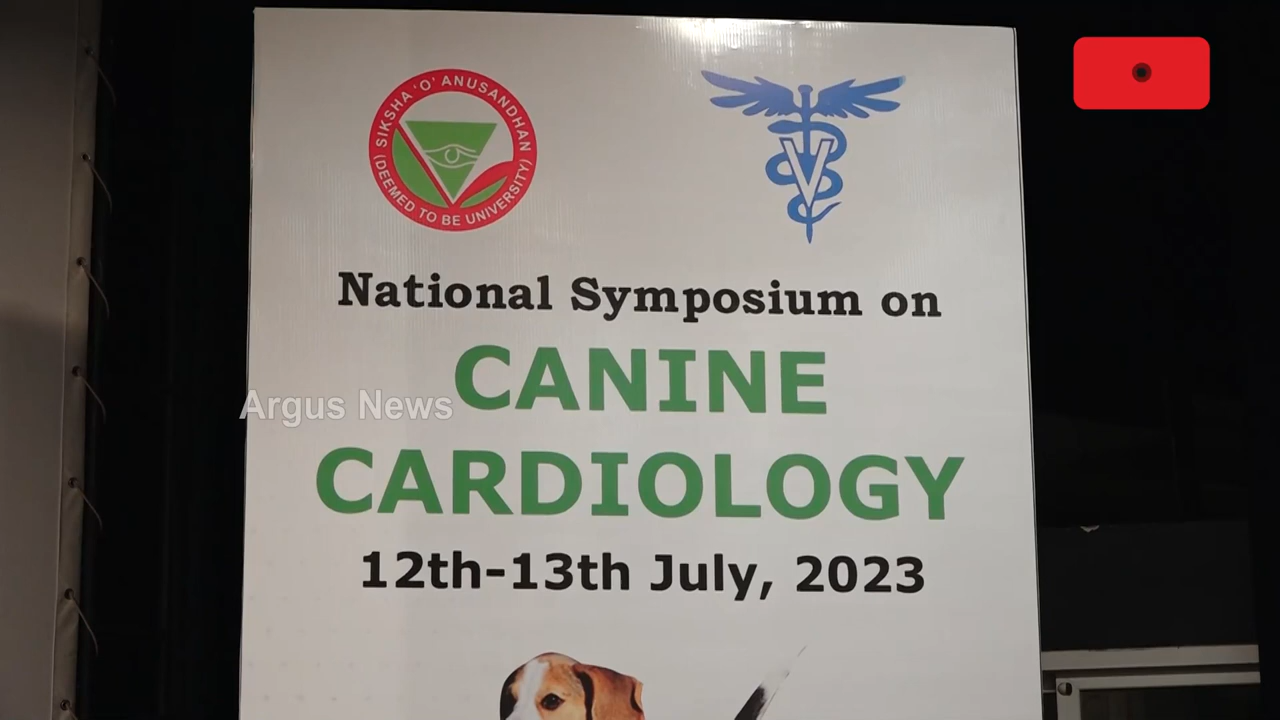 SIKSHA 'O' ANUSANDHAN
(DEEMED TO BE UNIVERSITY)
V
National Symposium on
CANINE
Argus News
CARDIOLOGY
12th-13th July, 2023